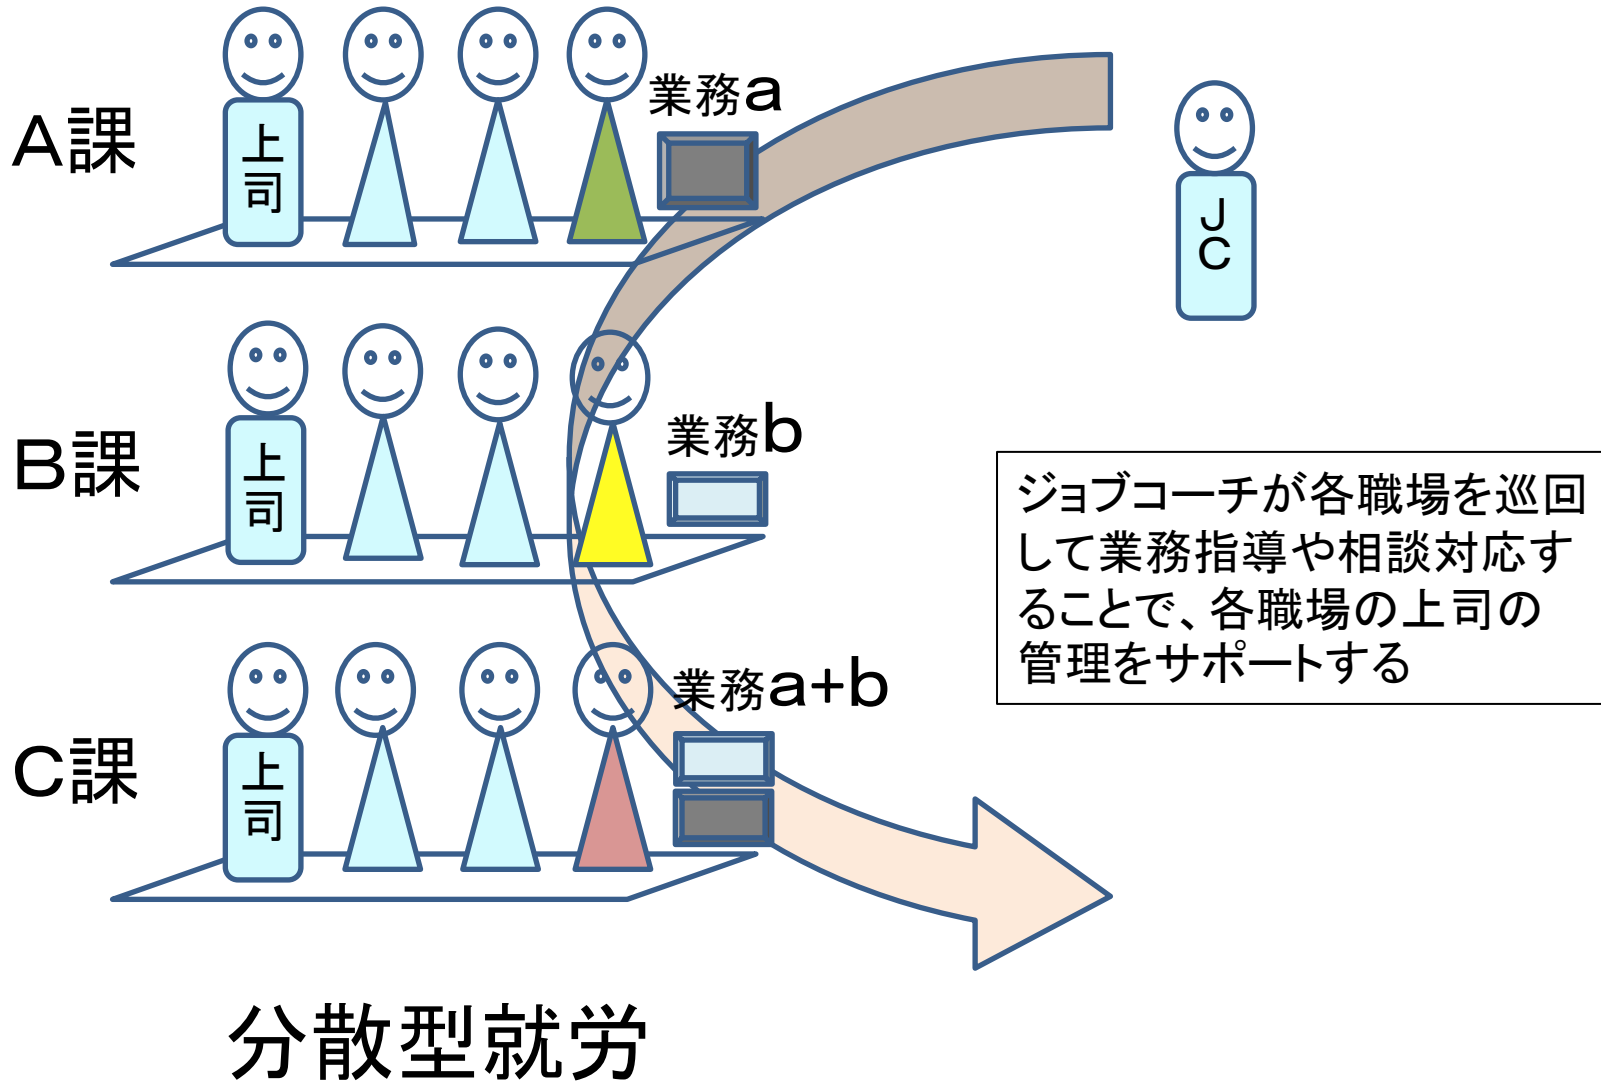 A課
上司
業務a
JC
B課
上司
業務b
ジョブコーチが各職場を巡回
して業務指導や相談対応す
ることで、各職場の上司の
管理をサポートする
C課
上司
業務a+b
分散型就労